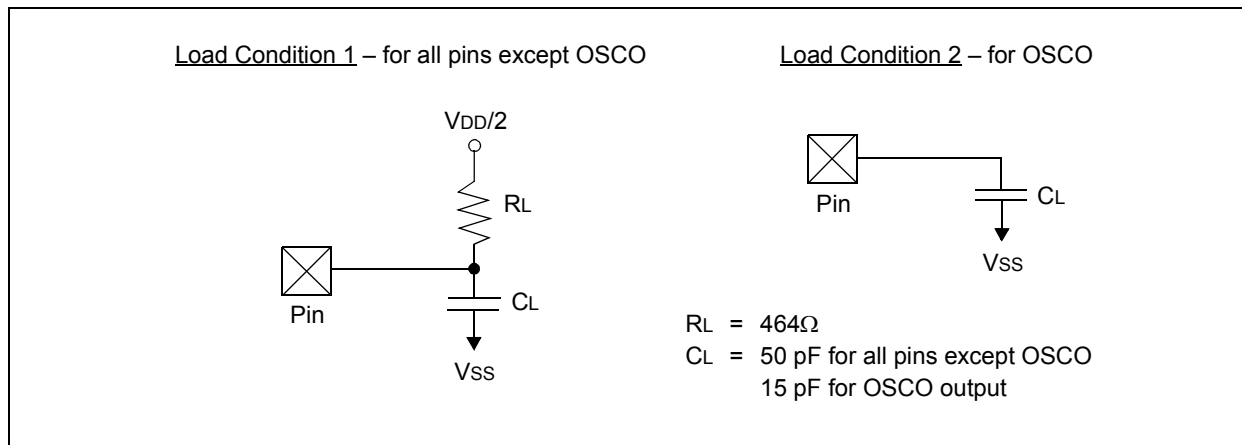 Load Condition 1 – for all pins except OSCO
VDD/2
RL
Pin
CL
VSS
Load Condition 2 – for OSCO
Pin
CL
VSS
RL = 464Ω
CL = 50 pF for all pins except OSCO
15 pF for OSCO output